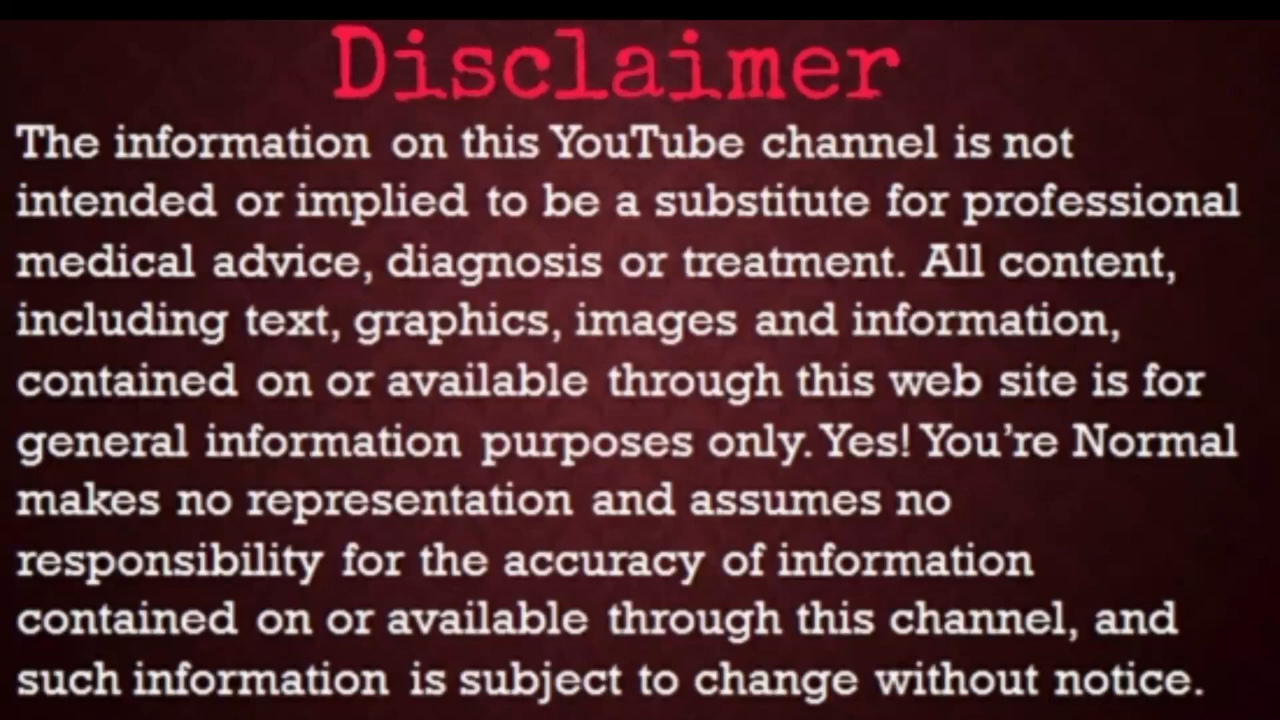 Disclaimer
The information on this YouTube channel is not
intended or implied to be a substitute for professional
medical advice, diagnosis or treatment. All content,
including text, graphics, images and information,
contained on or available through this web site is for
general information purposes only. Yes! You’re Normal
makes no representation and assumes no
responsibility for the accuracy of information
contained on or available through this channel, and
such information is subject to change without notice.